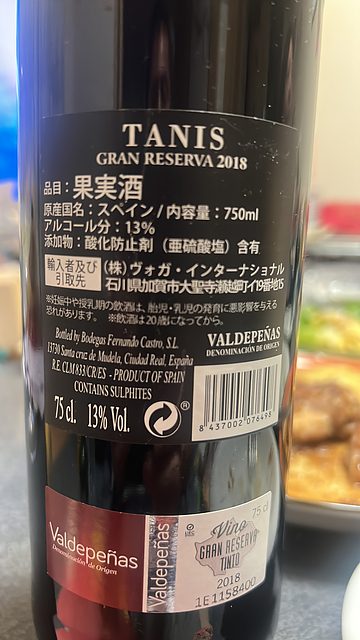 TANIS
GRAN RESERVA 2018
品目：果実酒
原産国名：スペイン / 内容量：750ml
アルコール分：13%
添加物：酸化防止剤（亜硫酸塩）含有
輸入者及び
引取先
（株）ヴォガ・インターナショナル
石川県加賀市大聖寺瀬越町イ19番地15
※妊娠中や授乳期の飲酒は、胎児・乳児の発育に悪影響を与える
恐れがあります。 ※飲酒は20歳になってから。
Bottled by Bodegas Fernando Castro, S.L.
13730 Santa cruz de Mudela, Ciudad Real, España
R.E. CLM 833/CR/ES - PRODUCT OF SPAIN
CONTAINS SULPHITES
75 cl. 13% Vol.
®
VALDEPEÑAS
DENOMINACIÓN DE ORIGEN
8 437002 076498
Valdepeñas
Denominación de Origen
Valdepeñas
75 cl
Vino
GRAN RESERVA
TINTO
2018
1E1158400